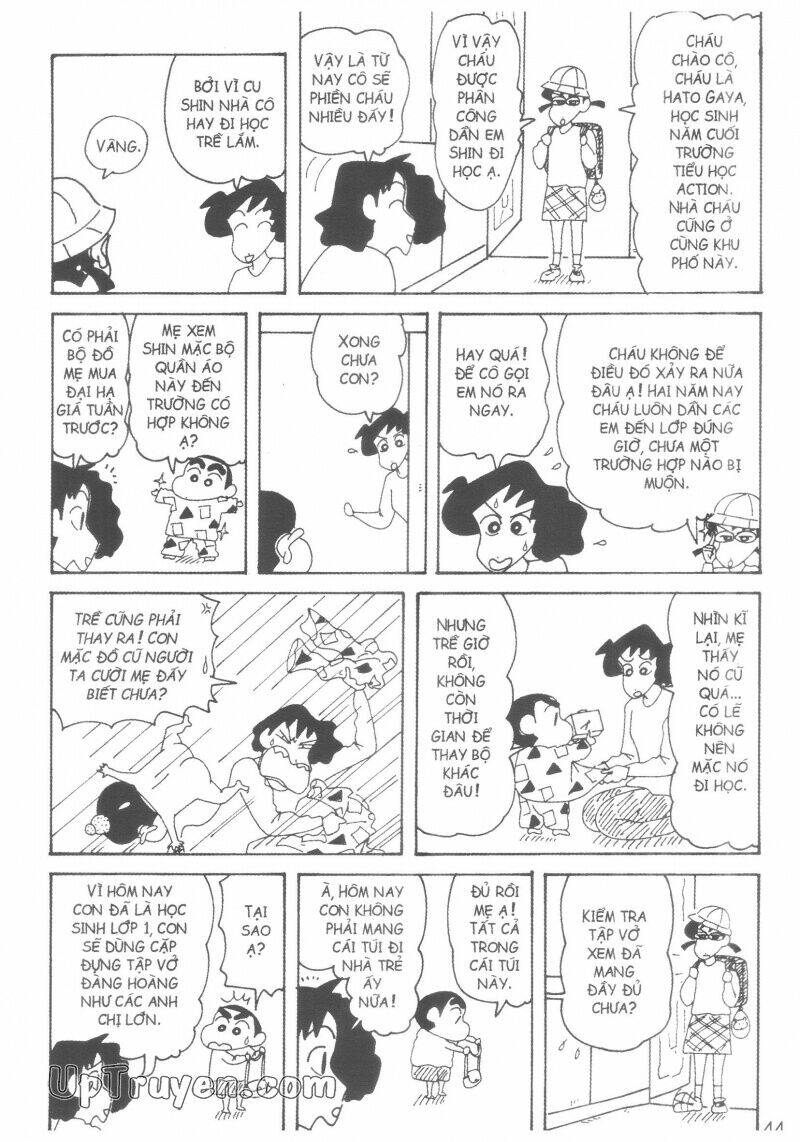 CHÁU
CHÀO CÔ,
CHÁU LÀ
HATO GAYA,
HỌC SINH
NĂM CUỐI
TRƯỜNG
TIỂU HỌC
ACTION.
NHÀ CHÁU
CŨNG Ở
CÙNG KHU
PHỐ NÀY.
VÌ VẬY
CHÁU
ĐƯỢC
PHÂN
CÔNG
DẪN EM
SHIN ĐI
HỌC Ạ.
VẬY LÀ TỪ
NAY CÔ SẼ
PHIỀN CHÁU
NHIỀU ĐẤY!
BỞI VÌ CU
SHIN NHÀ CÔ
HAY ĐI HỌC
TRỄ LẮM.
VÂNG.
CHÁU KHÔNG ĐỂ
ĐIỀU ĐÓ XẢY RA NỮA
ĐÂU Ạ! HAI NĂM NAY
CHÁU LUÔN DẪN CÁC
EM ĐẾN LỚP ĐÚNG
GIỜ, CHƯA MỘT
TRƯỜNG HỢP NÀO BỊ
MUỘN.
HAY QUÁ!
ĐỂ CÔ GỌI
EM NÓ RA
NGAY.
XONG
CHƯA
CON?
MẸ XEM
SHIN MẶC BỘ
QUẦN ÁO
NÀY ĐẾN
TRƯỜNG CÓ
HỢP KHÔNG
Ạ?
CÓ PHẢI
BỘ ĐỒ
MẸ MUA
ĐẠI HẠ
GIÁ TUẦN
TRƯỚC?
NHÌN KĨ
LẠI, MẸ
THẤY
NÓ CŨ
QUÁ...
CÓ LẼ
KHÔNG
NÊN
MẶC NÓ
ĐI HỌC.
NHƯNG
TRỄ GIỜ
RỒI,
KHÔNG
CÒN
THỜI
GIAN ĐỂ
THAY BỘ
KHÁC
ĐÂU!
TRỄ CŨNG PHẢI
THAY RA! CON
MẶC ĐỒ CŨ NGƯỜI
TA CƯỜI MẸ ĐẤY
BIẾT CHƯA?
KIỂM TRA
TẬP VỞ
XEM ĐÃ
MANG
ĐẦY ĐỦ
CHƯA?
ĐỦ RỒI
MẸ Ạ!
TẤT CẢ
TRONG
CÁI TÚI
NÀY.
À, HÔM NAY
CON KHÔNG
PHẢI MANG
CÁI TÚI ĐI
NHÀ TRẺ
ẤY
NỮA!
TẠI
SAO
Ạ?
VÌ HÔM NAY
CON ĐÃ LÀ HỌC
SINH LỚP 1, CON
SẼ DÙNG CẶP
ĐỰNG TẬP VỞ
ĐÀNG HOÀNG
NHƯ CÁC ANH
CHỊ LỚN.
UpTruyen.com